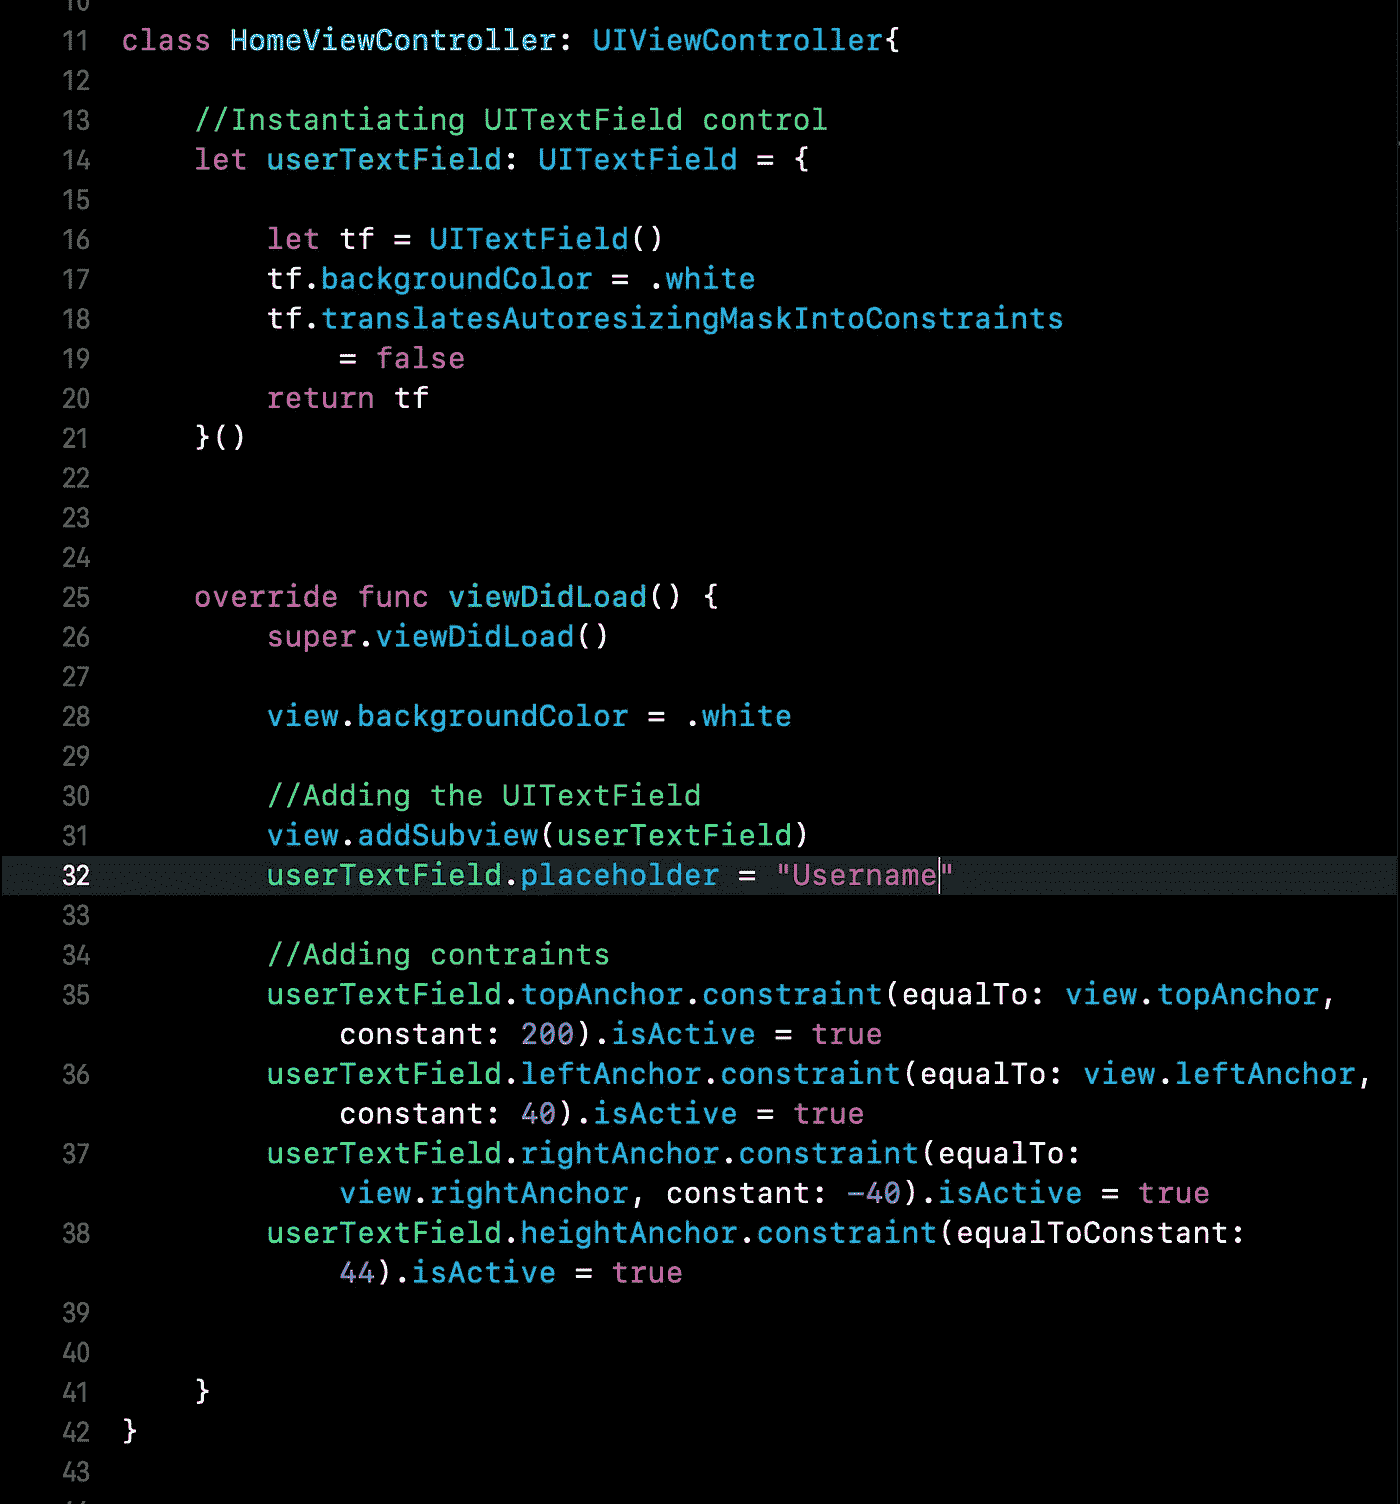 10
11 class HomeViewController: UIViewController{
12
13     //Instantiating UITextField control
14     let userTextField: UITextField = {
15
16         let tf = UITextField()
17         tf.backgroundColor = .white
18         tf.translatesAutoresizingMaskIntoConstraints
19             = false
20         return tf
21     }()
22
23
24
25     override func viewDidLoad() {
26         super.viewDidLoad()
27
28         view.backgroundColor = .white
29
30         //Adding the UITextField
31         view.addSubview(userTextField)
32         userTextField.placeholder = "Username"
33
34         //Adding contraints
35         userTextField.topAnchor.constraint(equalTo: view.topAnchor,
            constant: 200).isActive = true
36         userTextField.leftAnchor.constraint(equalTo: view.leftAnchor,
            constant: 40).isActive = true
37         userTextField.rightAnchor.constraint(equalTo:
            view.rightAnchor, constant: -40).isActive = true
38         userTextField.heightAnchor.constraint(equalToConstant:
            44).isActive = true
39
40
41     }
42 }
43